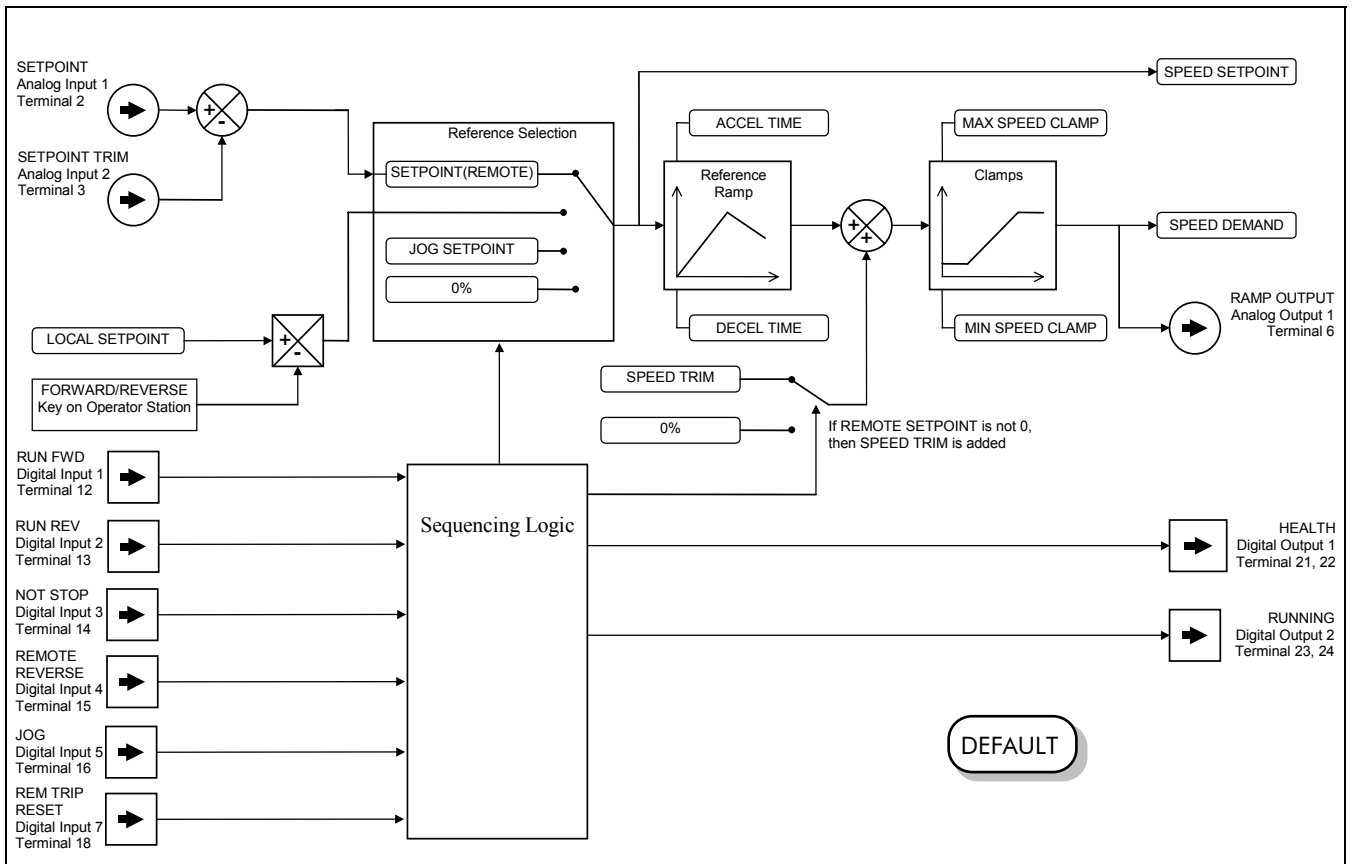 SETPOINT
Analog Input 1
Terminal 2
+
-
SETPOINT TRIM
Analog Input 2
Terminal 3
Reference Selection
SETPOINT(REMOTE)
JOG SETPOINT
0%
SPEED SETPOINT
ACCEL TIME
Reference
Ramp
DECEL TIME
+
+
MAX SPEED CLAMP
Clamps
MIN SPEED CLAMP
SPEED DEMAND
RAMP OUTPUT
Analog Output 1
Terminal 6
LOCAL SETPOINT
+
-
FORWARD/REVERSE
Key on Operator Station
SPEED TRIM
0%
If REMOTE SETPOINT is not 0,
then SPEED TRIM is added
RUN FWD
Digital Input 1
Terminal 12
RUN REV
Digital Input 2
Terminal 13
NOT STOP
Digital Input 3
Terminal 14
REMOTE
REVERSE
Digital Input 4
Terminal 15
JOG
Digital Input 5
Terminal 16
REM TRIP
RESET
Digital Input 7
Terminal 18
Sequencing Logic
HEALTH
Digital Output 1
Terminal 21, 22
RUNNING
Digital Output 2
Terminal 23, 24
DEFAULT